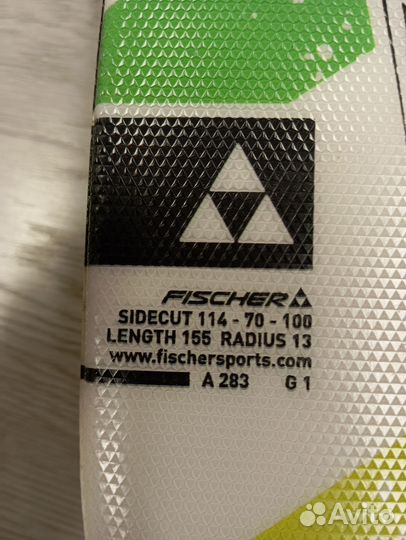 FISCHER
SIDECUT 114 - 70 - 100
LENGTH 155 RADIUS 13
www.fischersports.com
A 283 G 1
Avito